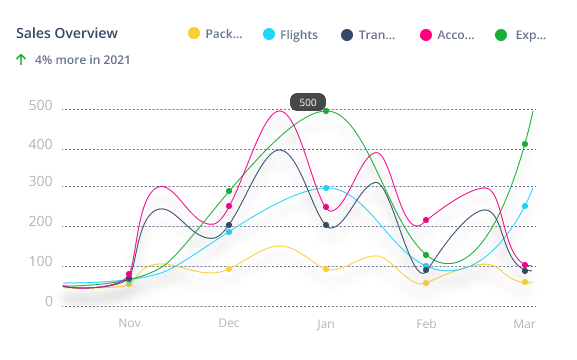 Sales Overview
Pack... Flights Tran... Acco... Exp...
4% more in 2021
500
500
400
300
200
100
0
Nov Dec Jan Feb Mar